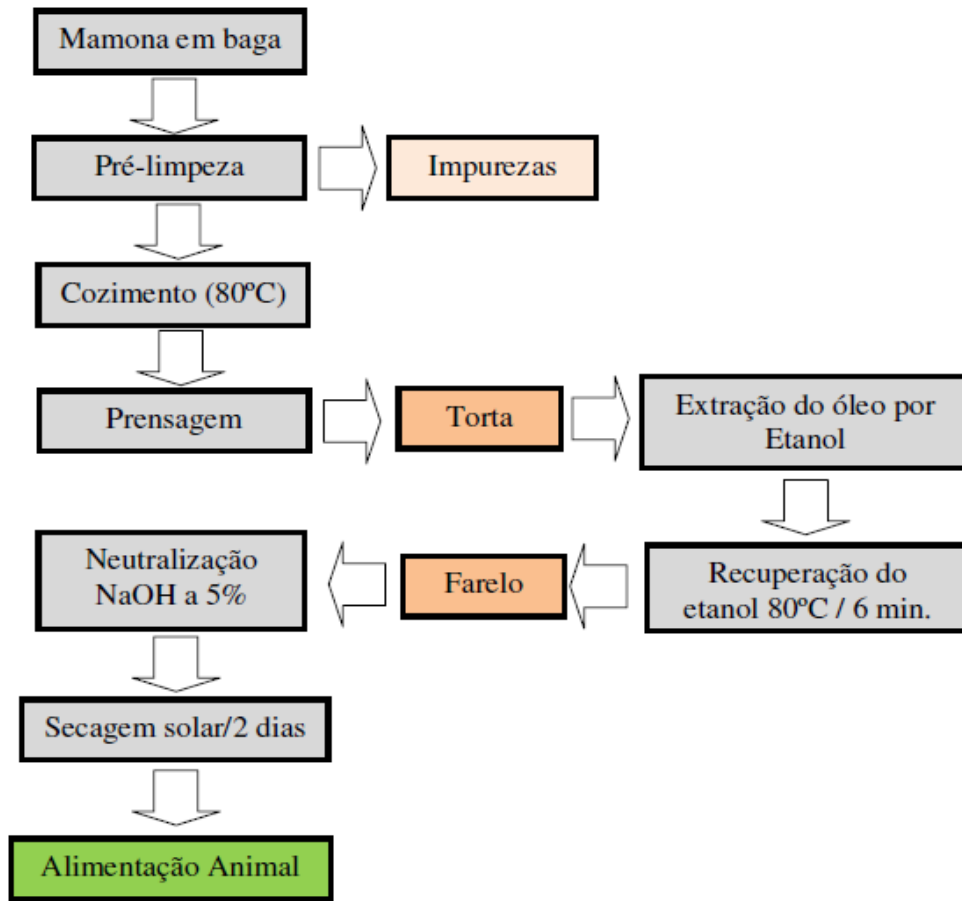 Mamona em baga
Pré-limpeza
Impurezas
Cozimento (80ºC)
Prensagem
Torta
Extração do óleo por
Etanol
Recuperação do
etanol 80ºC / 6 min.
Farelo
Neutralização
NaOH a 5%
Secagem solar/2 dias
Alimentação Animal